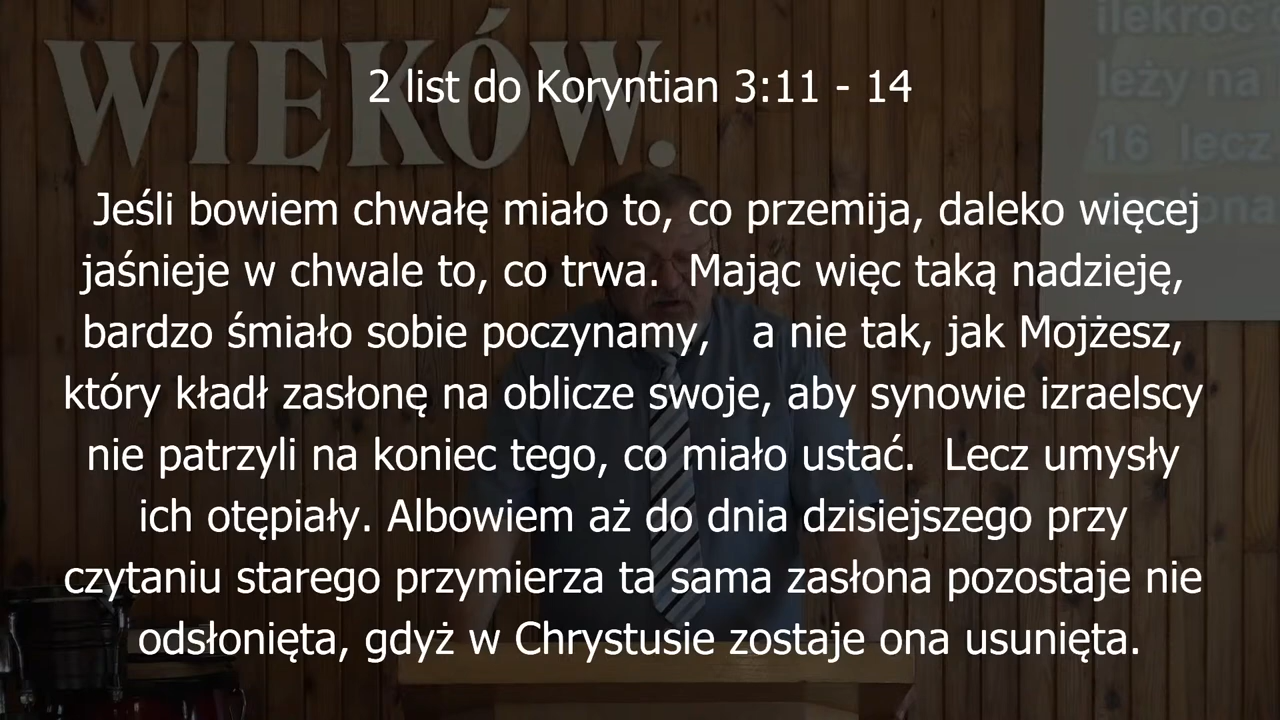 WIEKÓW.
ilekroć
leży na
16 lecz
2 list do Koryntian 3:11 - 14
Jeśli bowiem chwałę miało to, co przemija, daleko więcej
jaśnieje w chwale to, co trwa. Mając więc taką nadzieję,
bardzo śmiało sobie poczynamy, a nie tak, jak Mojżesz,
który kładł zasłonę na oblicze swoje, aby synowie izraelscy
nie patrzyli na koniec tego, co miało ustać. Lecz umysły
ich otępiały. Albowiem aż do dnia dzisiejszego przy
czytaniu starego przymierza ta sama zasłona pozostaje nie
odsłonięta, gdyż w Chrystusie zostaje ona usunięta.